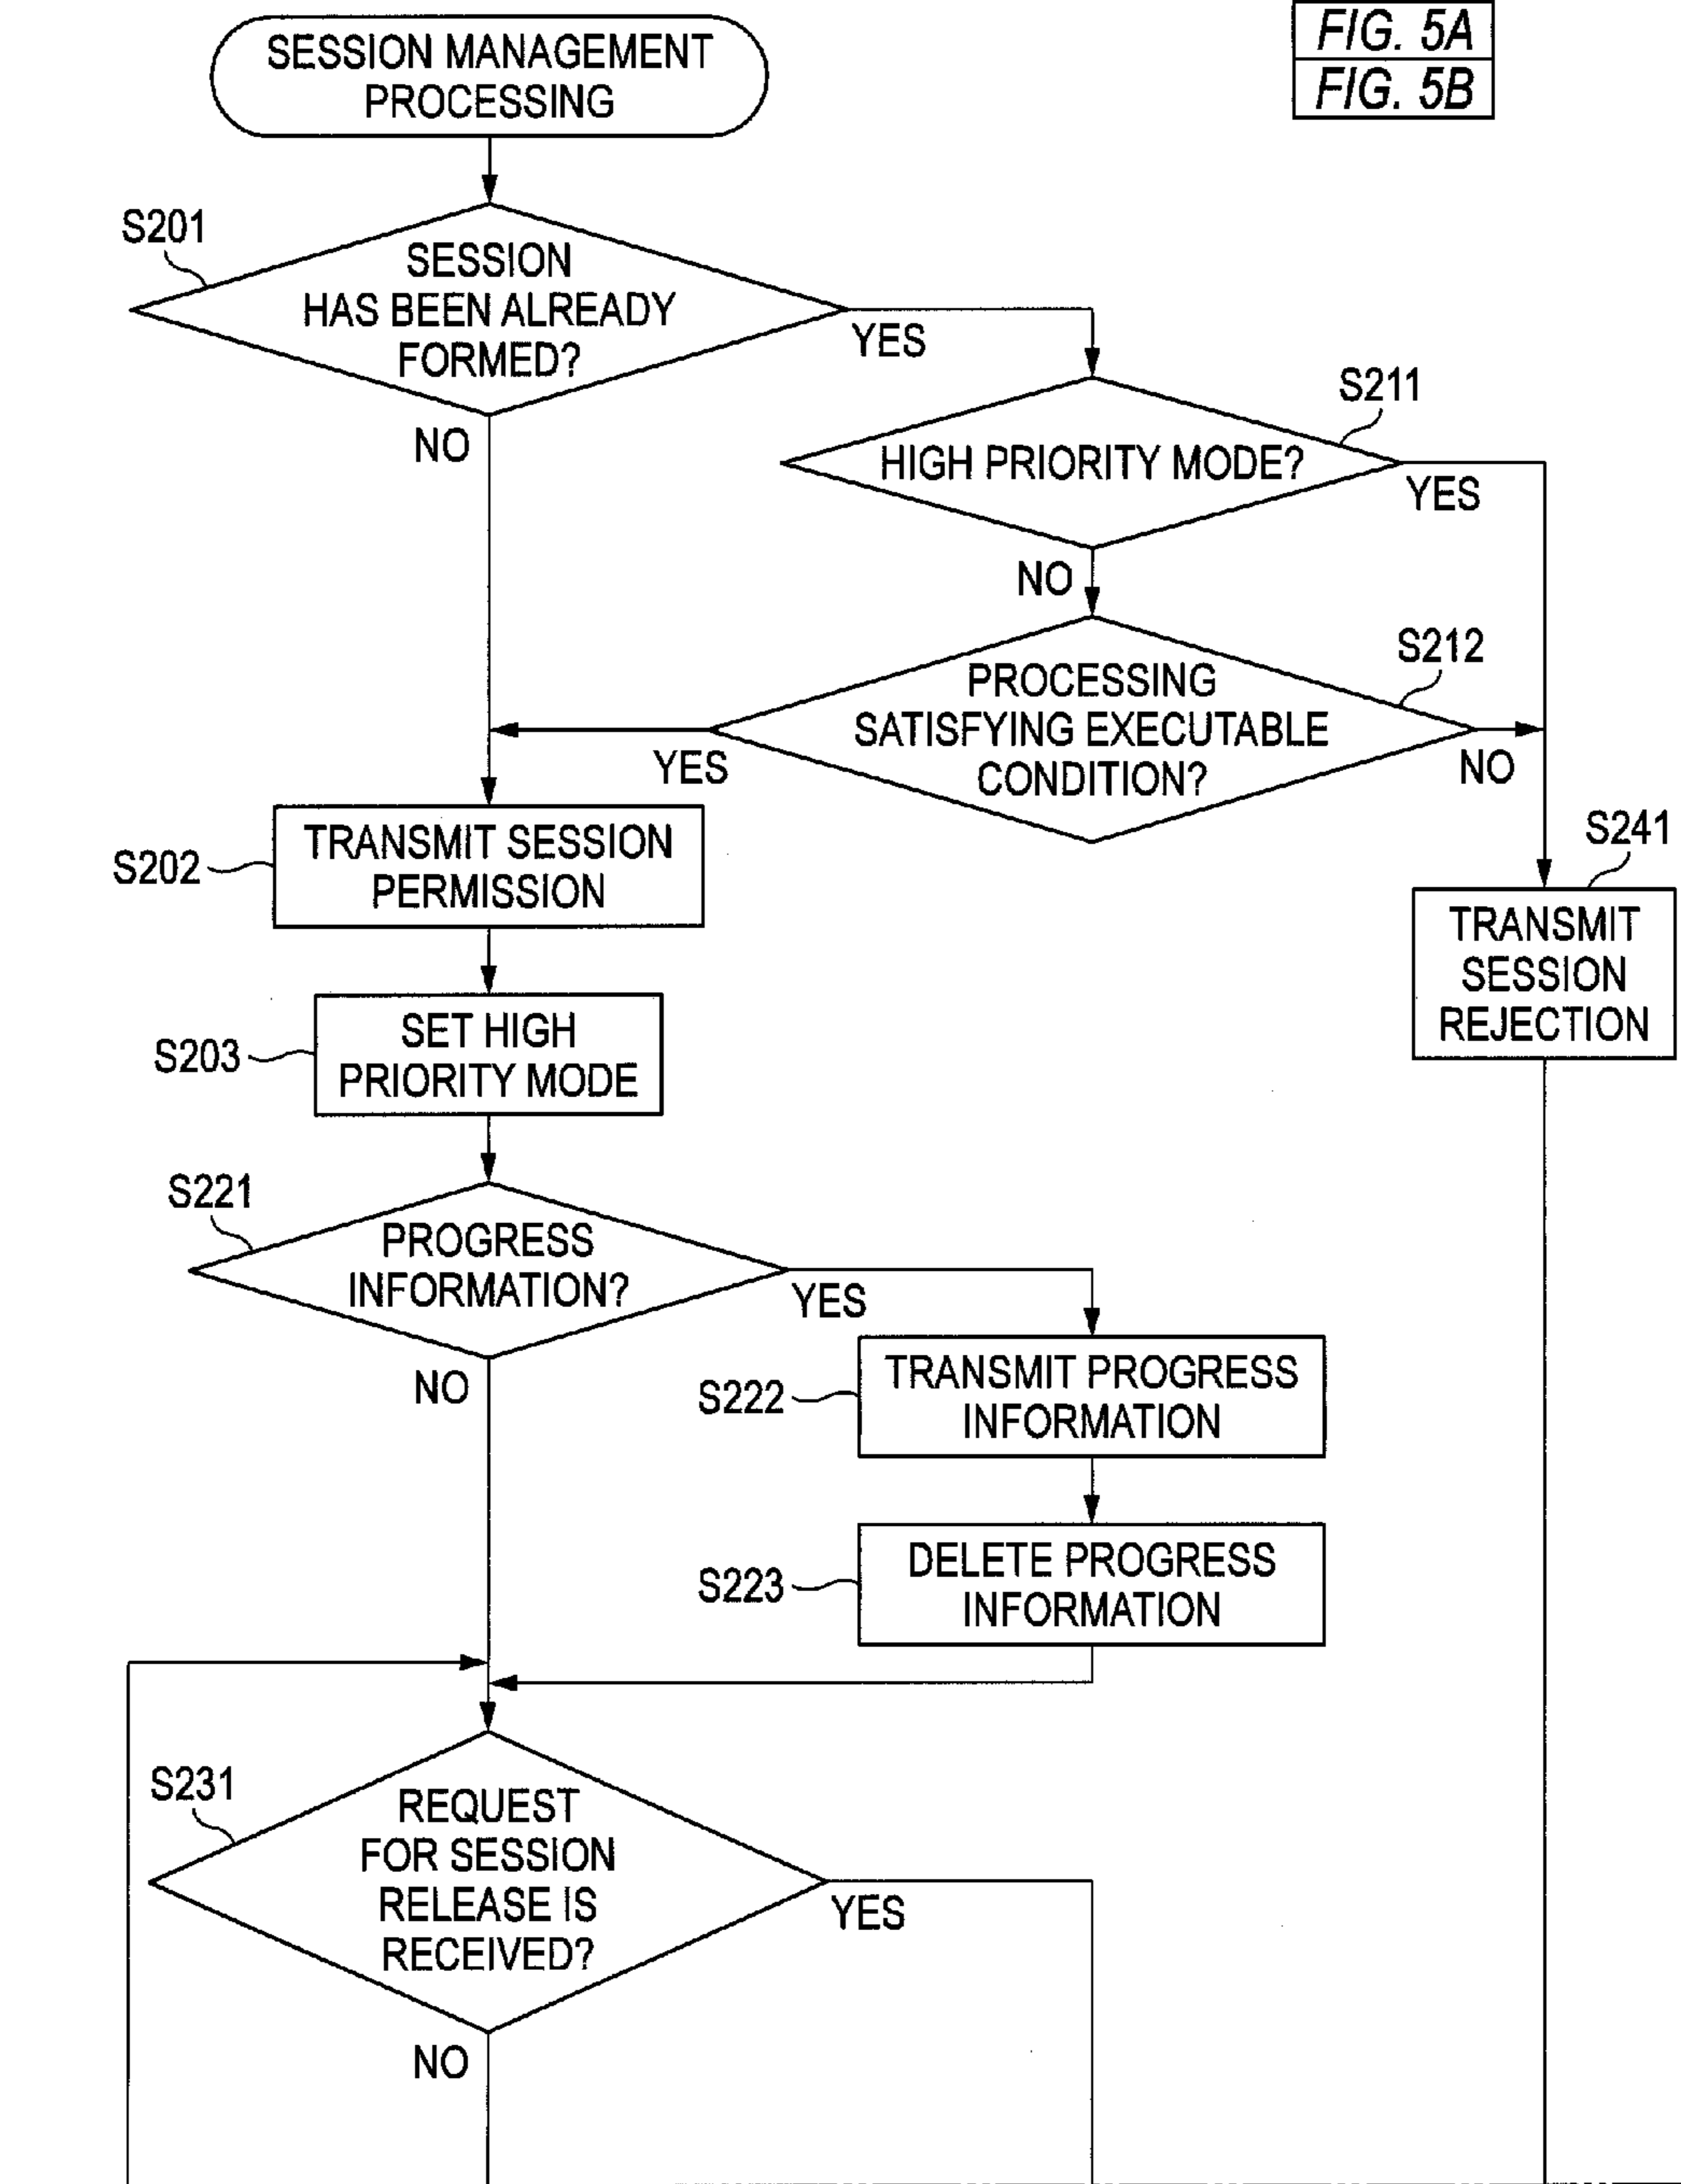 FIG. 5A
FIG. 5B
SESSION MANAGEMENT
PROCESSING
S201
SESSION
HAS BEEN ALREADY
FORMED?
YES
NO
S211
HIGH PRIORITY MODE?
YES
NO
S212
PROCESSING
SATISFYING EXECUTABLE
CONDITION?
YES
NO
S202
TRANSMIT SESSION
PERMISSION
S241
TRANSMIT
SESSION
REJECTION
S203
SET HIGH
PRIORITY MODE
S221
PROGRESS
INFORMATION?
YES
NO
S222
TRANSMIT PROGRESS
INFORMATION
S223
DELETE PROGRESS
INFORMATION
S231
REQUEST
FOR SESSION
RELEASE IS
RECEIVED?
YES
NO